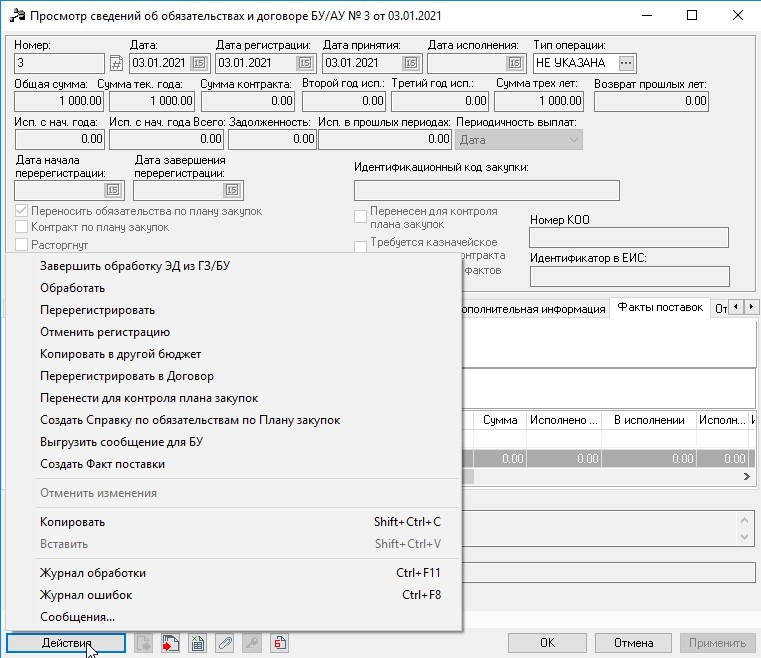 Просмотр сведений об обязательствах и договоре БУ/АУ № 3 от 03.01.2021
Номер: Дата: Дата регистрации: Дата принятия: Дата исполнения: Тип операции:
3 03.01.2021 03.01.2021 03.01.2021 НЕ УКАЗАНА
Общая сумма: Сумма тек. года: Сумма контракта: Второй год исп.: Третий год исп.: Сумма трех лет: Возврат прошлых лет:
1 000.00 1 000.00 0.00 0.00 0.00 1 000.00 0.00
Исп. с нач. года: Исп. с нач. года Всего: Задолженность: Исп. в прошлых периодах: Периодичность выплат:
0.00 0.00 0.00 0.00 Дата
Дата начала перерегистрации:
Дата завершения перерегистрации:
Идентификационный код закупки:
Переносить обязательства по плану закупок
Контракт по плану закупок
Расторгнут
Перенесен для контроля
плана закупок
Требуется казначейское
онтракта
фактов
Номер КОО
Идентификатор в ЕИС:
ополнительная информация Факты поставок От
Сумма Исполнено ... В исполнении Исполн...
0.00 0.00 0.00 0.00
Завершить обработку ЭД из ГЗ/БУ
Обработать
Перерегистрировать
Отменить регистрацию
Копировать в другой бюджет
Перерегистрировать в Договор
Перенести для контроля плана закупок
Создать Справку по обязательствам по Плану закупок
Выгрузить сообщение для БУ
Создать Факт поставки
Отменить изменения
Копировать Shift+Ctrl+C
Вставить Shift+Ctrl+V
Журнал обработки Ctrl+F11
Журнал ошибок Ctrl+F8
Сообщения...
Действия OK Отмена Применить